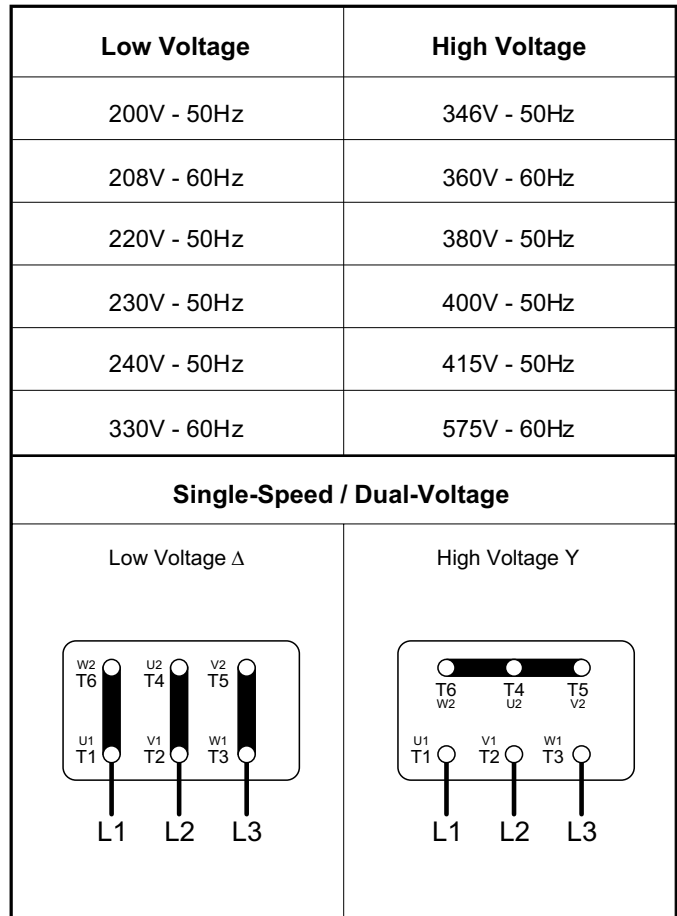 Low Voltage High Voltage
200V - 50Hz 346V - 50Hz
208V - 60Hz 360V - 60Hz
220V - 50Hz 380V - 50Hz
230V - 50Hz 400V - 50Hz
240V - 50Hz 415V - 50Hz
330V - 60Hz 575V - 60Hz
Single-Speed / Dual-Voltage
Low Voltage Δ High Voltage Y
W2 U2 V2
T6 T4 T5
U1 V1 W1
T1 T2 T3
L1 L2 L3
T6 T4 T5
W2 U2 V2
U1 V1 W1
T1 T2 T3
L1 L2 L3